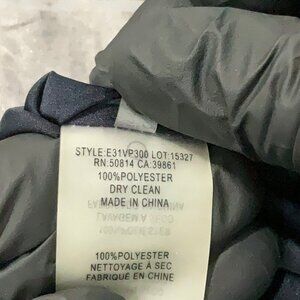 STYLE:E31VP300 LOT:15327
RN:50814 CA:39861
100%POLYESTER
DRY CLEAN
MADE IN CHINA
100%POLYESTER
NETTOYAGE À SEC
FABRIQUÉ EN CHINE